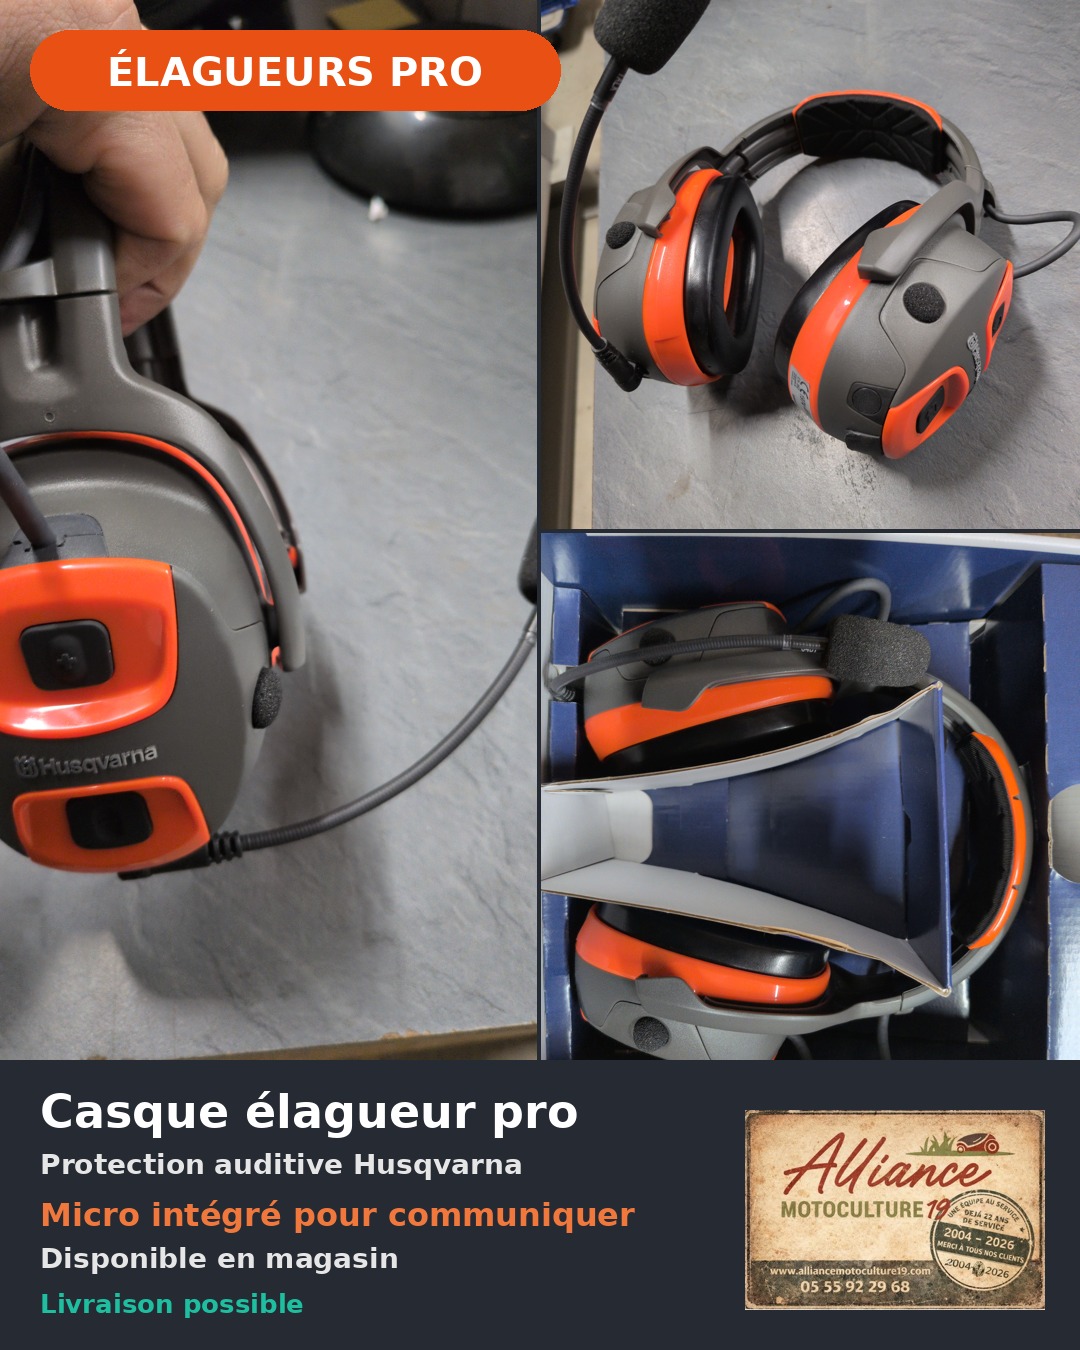 ÉLAGUEURS PRO
Husqvarna
Casque élagueur pro
Protection auditive Husqvarna
Micro intégré pour communiquer
Disponible en magasin
Livraison possible
Alliance
MOTOCULTURE 19
UNE ÉQUIPE AU SERVICE
DEJÀ 22 ANS
DE SERVICE
2004 - 2026
MERCI À TOUS NOS CLIENTS
2004 2026
www.alliancemotoculture19.com
05 55 92 29 68